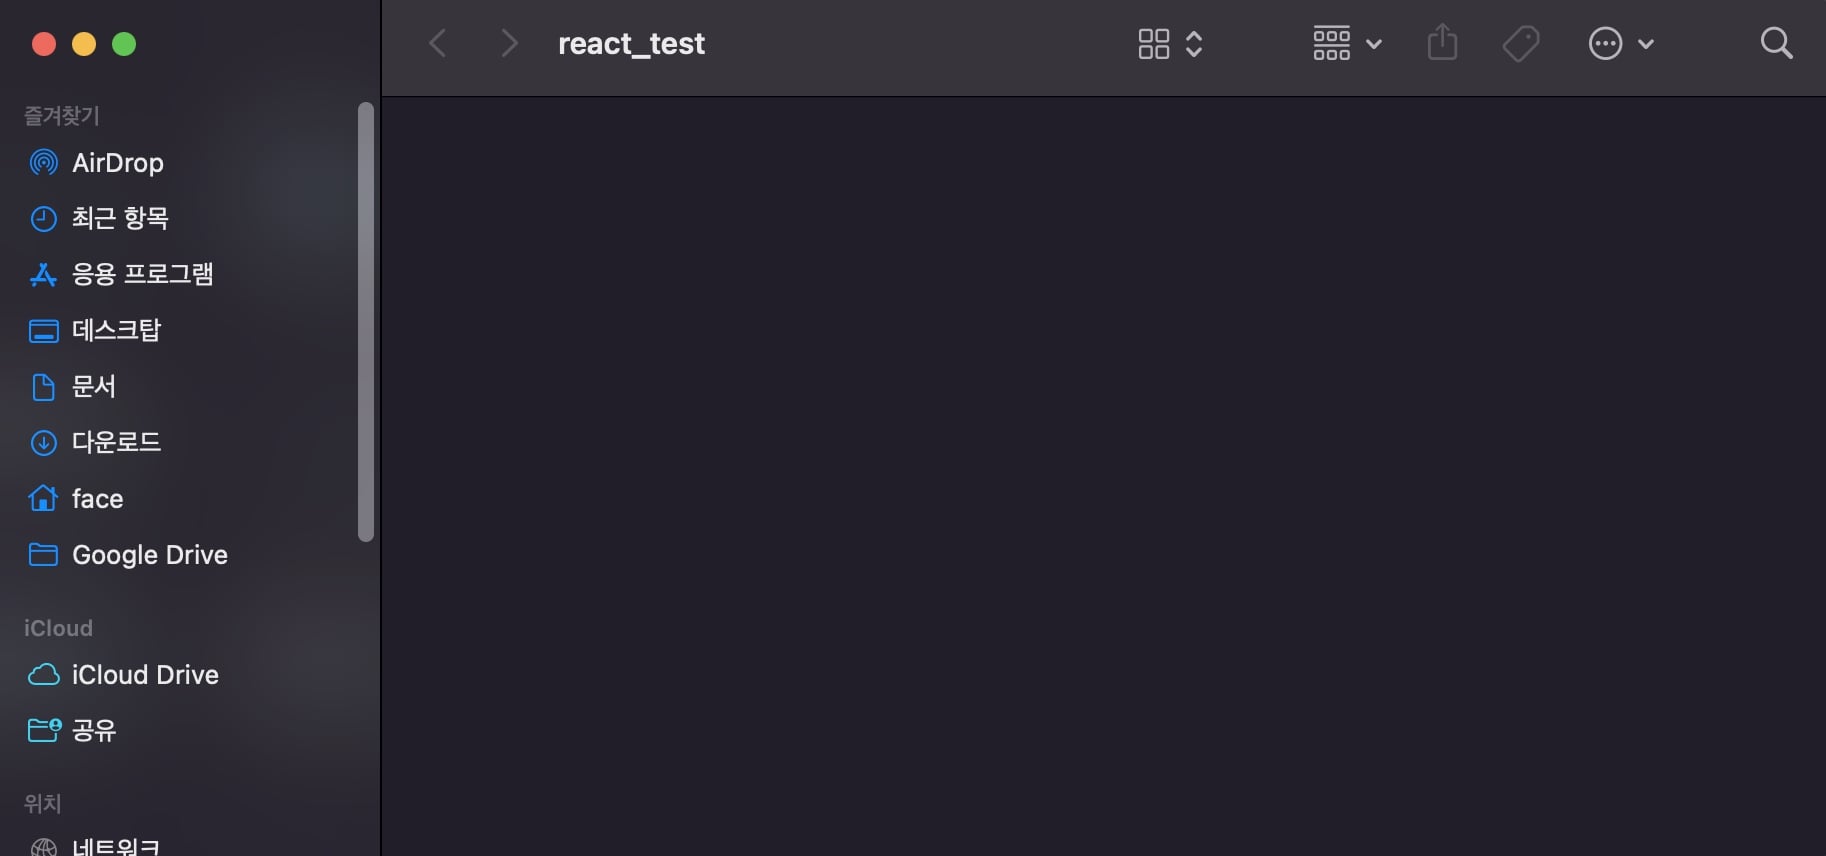 react_test
즐겨찾기
AirDrop
최근 항목
응용 프로그램
데스크탑
문서
다운로드
face
Google Drive
iCloud
iCloud Drive
공유
위치
네트워크